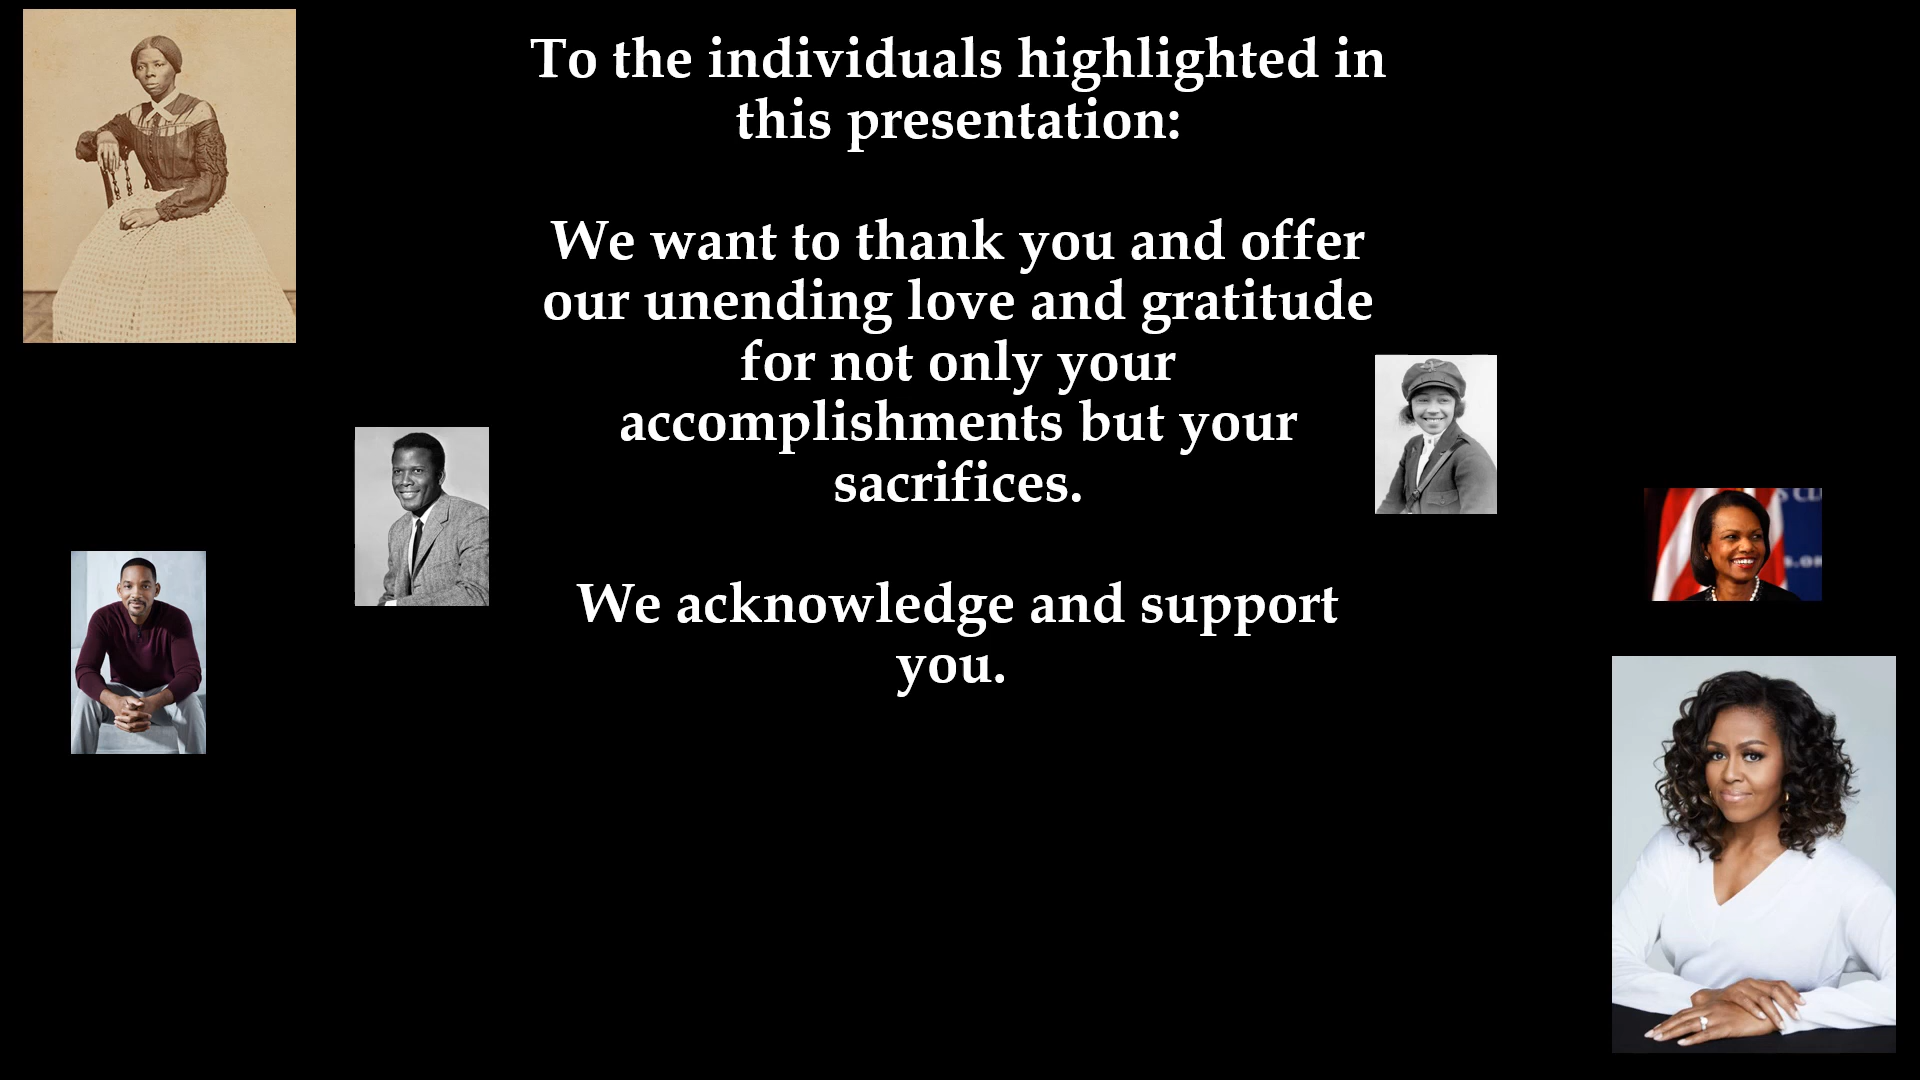 To the individuals highlighted in
this presentation:
We want to thank you and offer
our unending love and gratitude
for not only your
accomplishments but your
sacrifices.
We acknowledge and support
you.